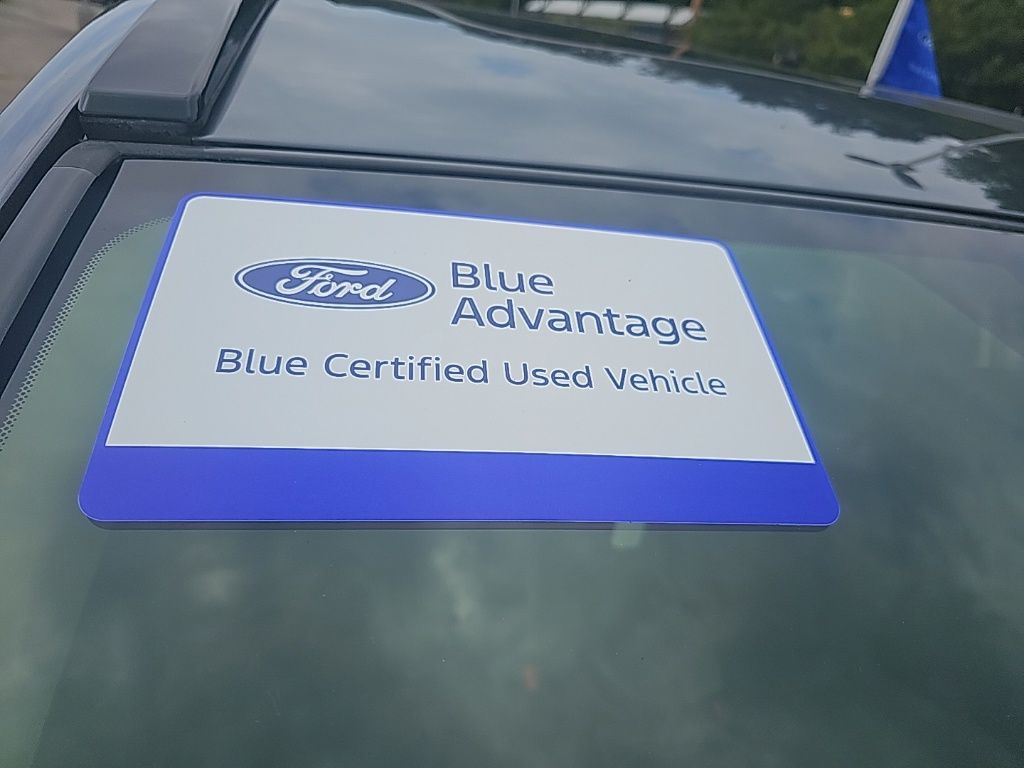 Ford
Blue
Advantage
Blue Certified Used Vehicle